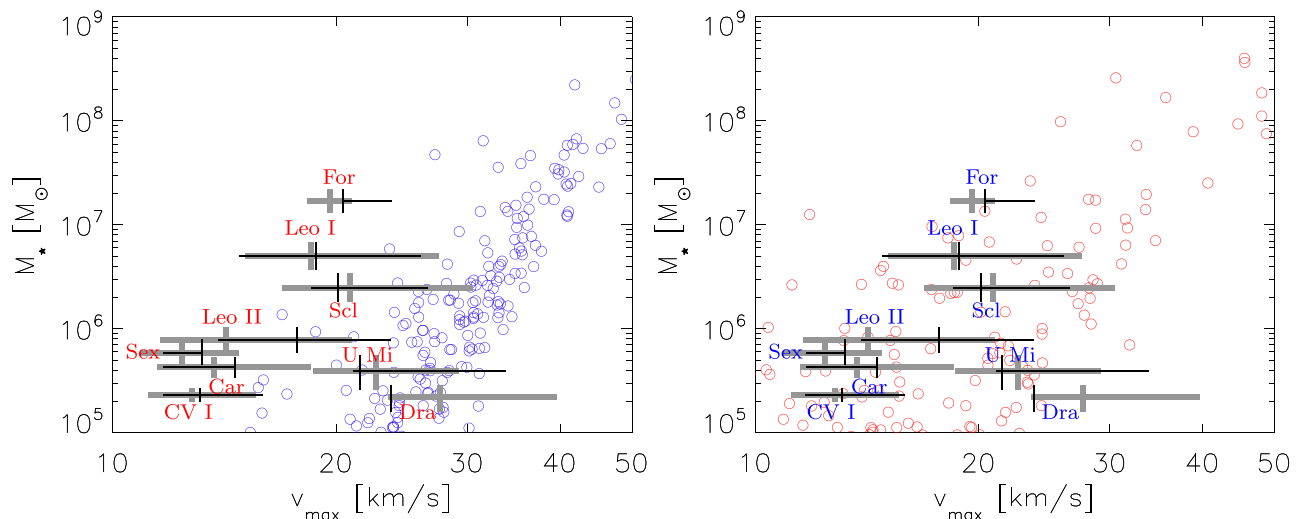 10⁹
10⁸
10⁷
10⁶
10⁵
M⋆ [M⊙]
For
Leo I
Scl
Leo II
Sex
U Mi
Car
CV I
Dra
10 20 30 40 50
v_max [km/s]
10⁹
10⁸
10⁷
10⁶
10⁵
M⋆ [M⊙]
For
Leo I
Scl
Leo II
Sex
U Mi
Car
CV I
Dra
10 20 30 40 50
v_max [km/s]